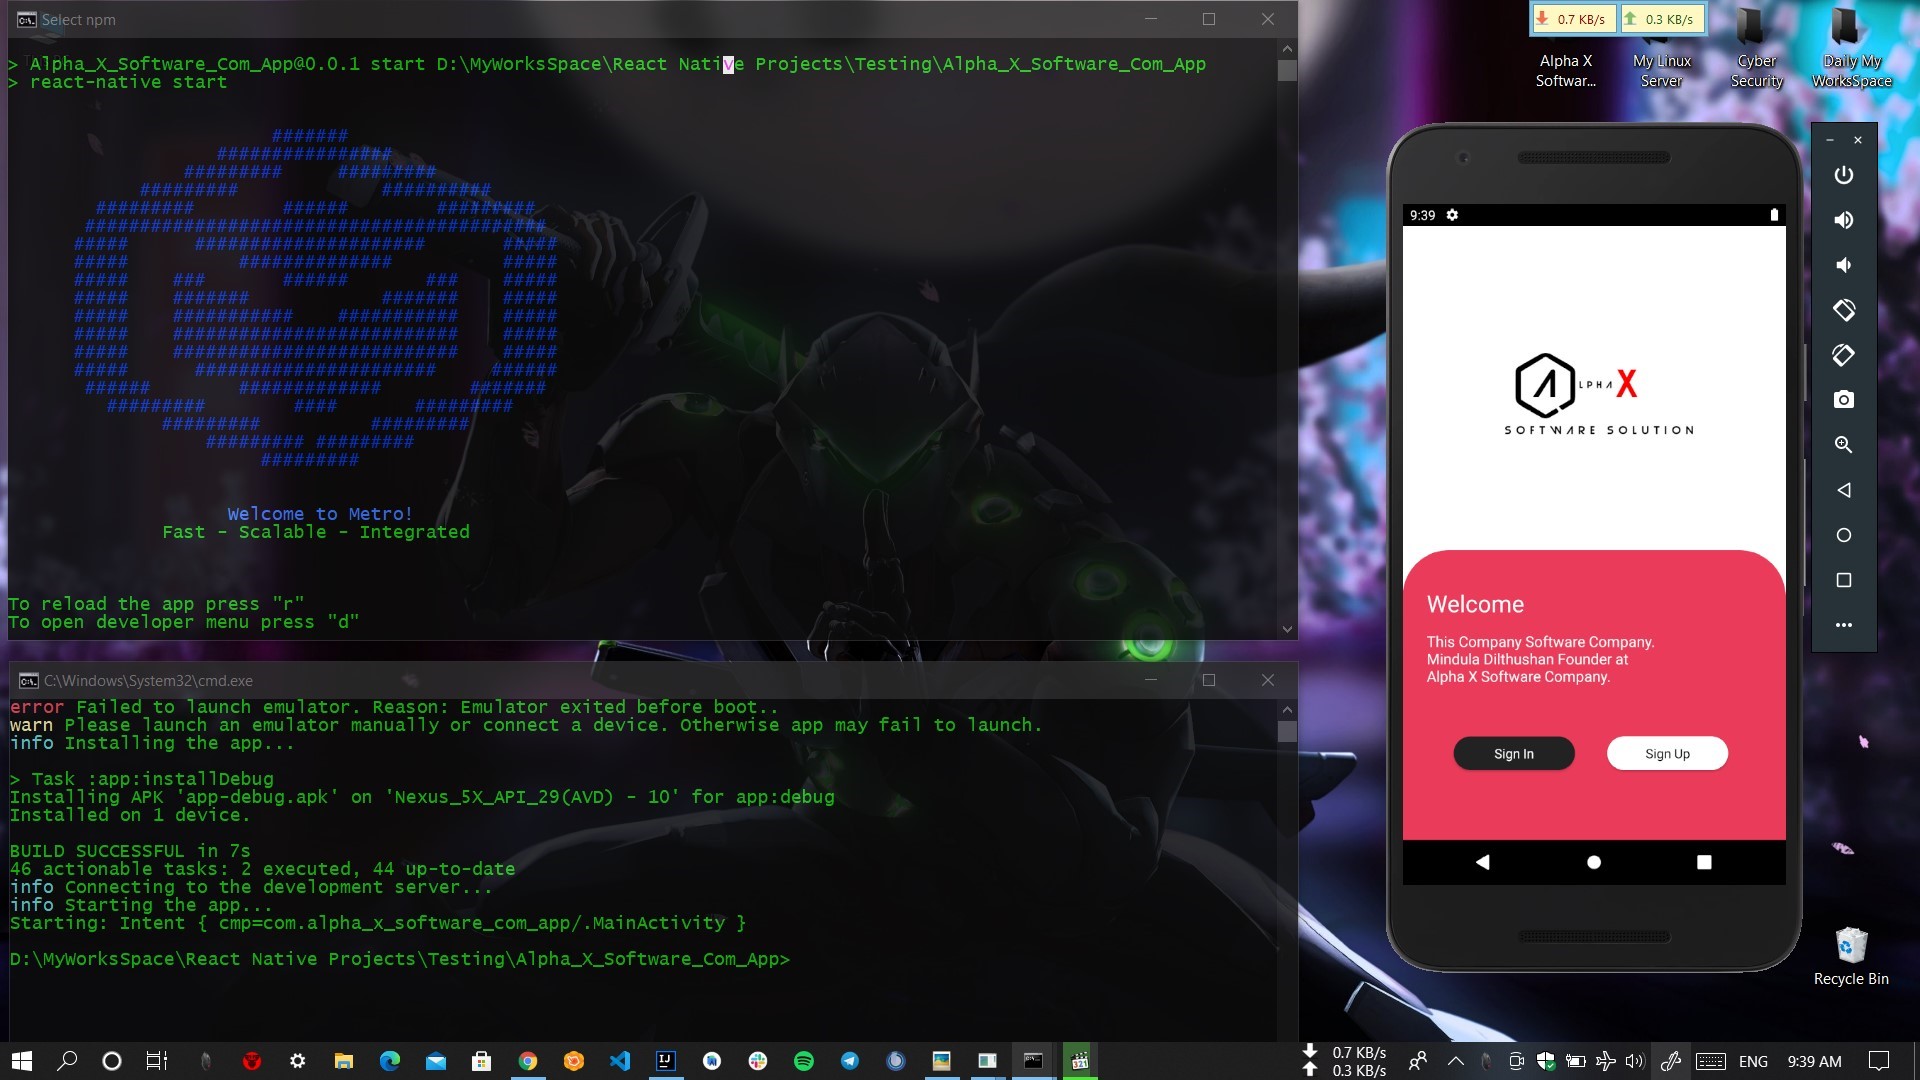 Select npm
> Alpha_X_Software_Com_App@0.0.1 start D:\MyWorksSpace\React Native Projects\Testing\Alpha_X_Software_Com_App
> react-native start
Welcome to Metro!
Fast - Scalable - Integrated
To reload the app press "r"
To open developer menu press "d"
C:\Windows\System32\cmd.exe
error Failed to launch emulator. Reason: Emulator exited before boot..
warn Please launch an emulator manually or connect a device. Otherwise app may fail to launch.
info Installing the app...
> Task :app:installDebug
Installing APK 'app-debug.apk' on 'Nexus_5X_API_29(AVD) - 10' for app:debug
Installed on 1 device.
BUILD SUCCESSFUL in 7s
46 actionable tasks: 2 executed, 44 up-to-date
info Connecting to the development server...
info Starting the app...
Starting: Intent { cmp=com.alpha_x_software_com_app/.MainActivity }
D:\MyWorksSpace\React Native Projects\Testing\Alpha_X_Software_Com_App>
0.7 KB/s 0.3 KB/s
Alpha X Softwar...
My Linux Server
Cyber Security
Daily My WorksSpace
9:39
ALPHA X
SOFTWARE SOLUTION
Welcome
This Company Software Company.
Mindula Dilthushan Founder at
Alpha X Software Company.
Sign In
Sign Up
Recycle Bin
0.7 KB/s
0.3 KB/s
ENG
9:39 AM